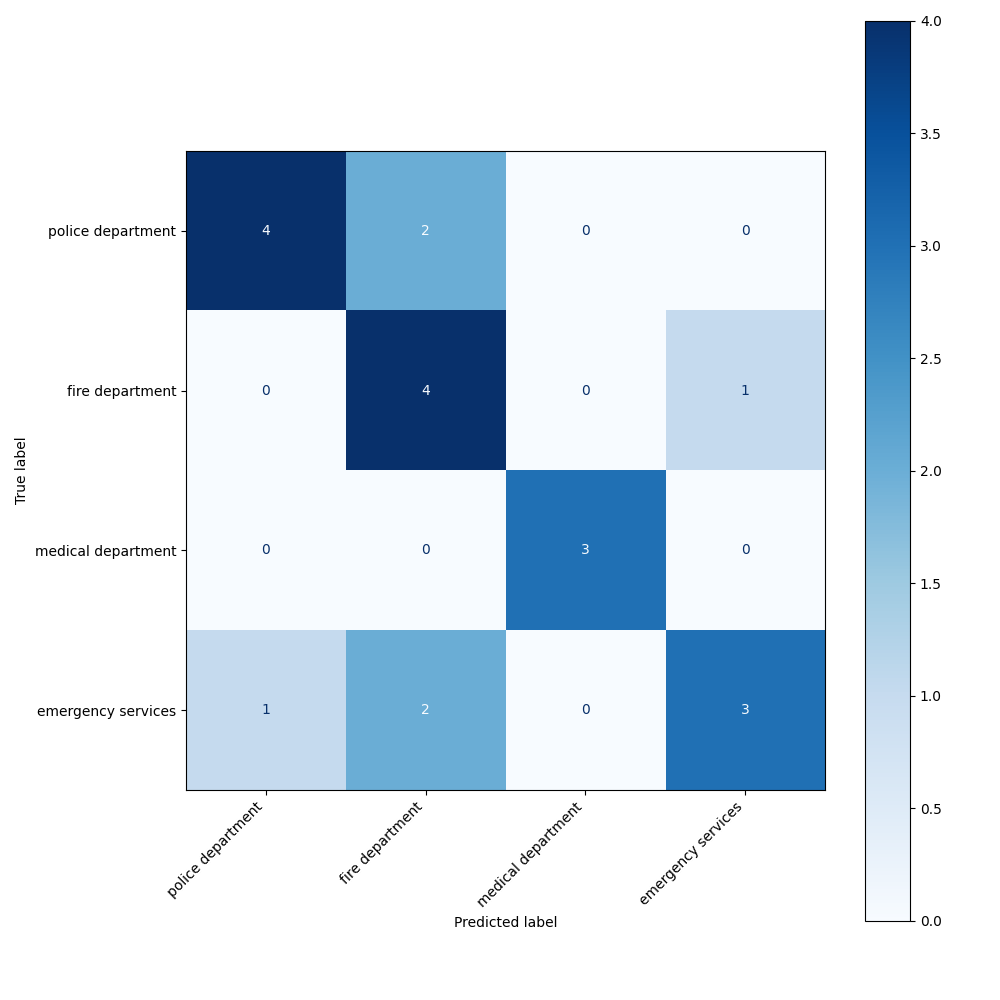 4.0
3.5
3.0
2.5
2.0
1.5
1.0
0.5
0.0
True label
police department 4 2 0 0
fire department 0 4 0 1
medical department 0 0 3 0
emergency services 1 2 0 3
police department
fire department
medical department
emergency services
Predicted label